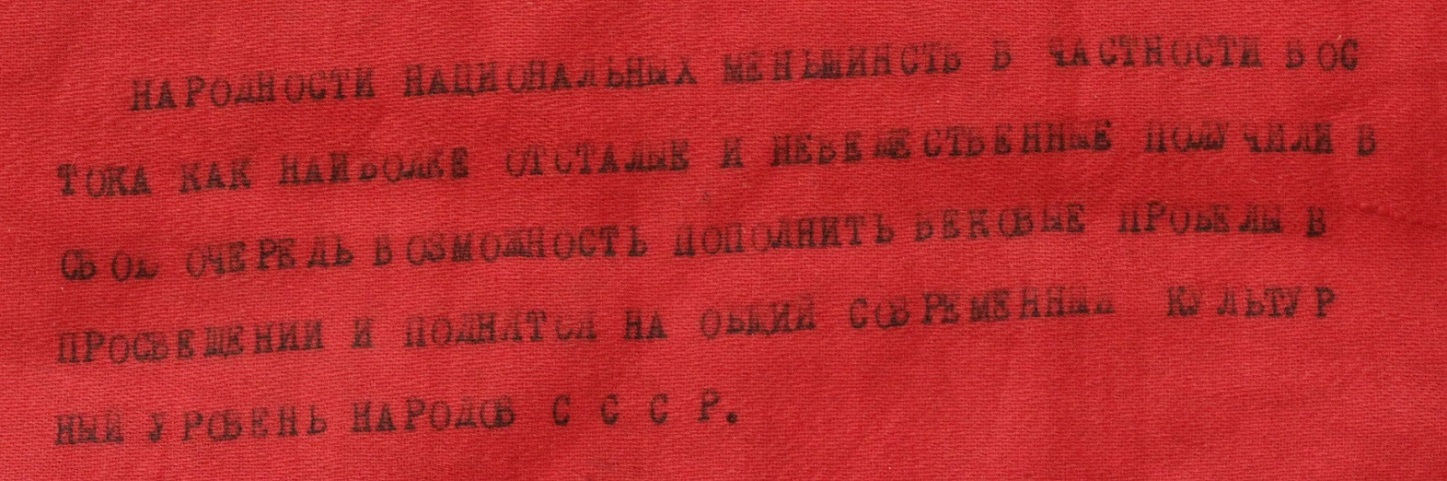 НАРОДНОСТИ НАЦИОНАЛЬНЫХ МЕНЬШИНСТВ В ЧАСТНОСТИ ВОС
ТОКА КАК НАИБОЛЕЕ ОТСТАЛЫЕ И НЕВЕЖЕСТВЕННЫЕ ПОЛУЧИЛИ В
СВОЮ ОЧЕРЕДЬ ВОЗМОЖНОСТЬ ДОПОЛНИТЬ ВЕКОВЫЕ ПРОБЕЛЫ В
ПРОСВЕЩЕНИИ И ПОДНЯТСЯ НА ОБЩИЙ СОВРЕМЕННЫЙ КУЛЬТУР
НЫЙ УРОВЕНЬ НАРОДОВ С С С Р.